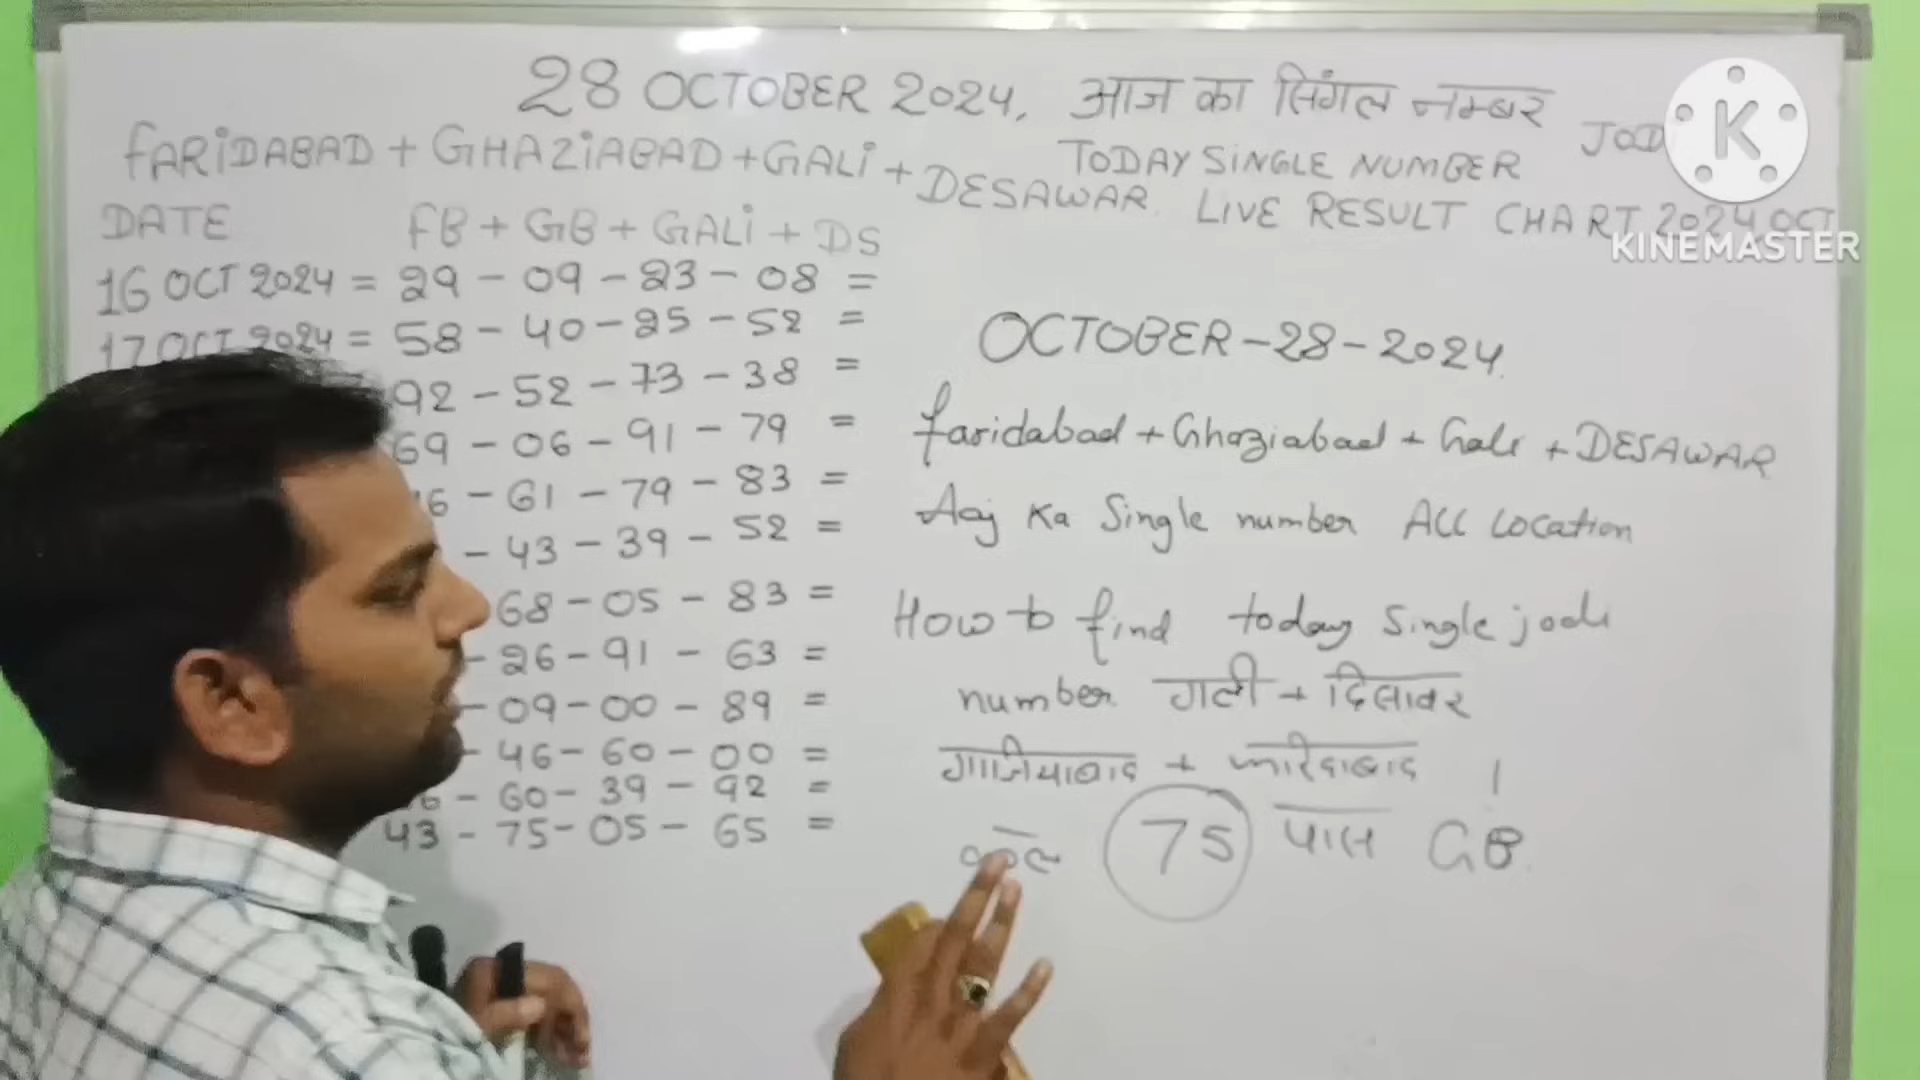 28 OCTOBER 2024, आज का सिंगल नम्बर
FARIDABAD + GHAZIABAD + GALI + DESAWAR
TODAY SINGLE NUMBER JOD
LIVE RESULT CHART 2024 OCT
K
KINEMASTER
DATE FB + GB + GALI + DS
16 OCT 2024 = 29 - 09 - 23 - 08 =
17 OCT 2024 = 58 - 40 - 25 - 52 =
92 - 52 - 73 - 38 =
69 - 06 - 91 - 79 =
6 - 61 - 79 - 83 =
- 43 - 39 - 52 =
68 - 05 - 83 =
- 26 - 91 - 63 =
- 09 - 00 - 89 =
- 46 - 60 - 00 =
6 - 60 - 39 - 92 =
43 - 75 - 05 - 65 =
OCTOBER - 28 - 2024
faridabad + Ghaziabad + Gali + DESAWAR
Aaj Ka Single number All Location
How to find today Single jodi
number गली + दिसावर
गाजियाबाद + फरीदाबाद !
75 पास GB